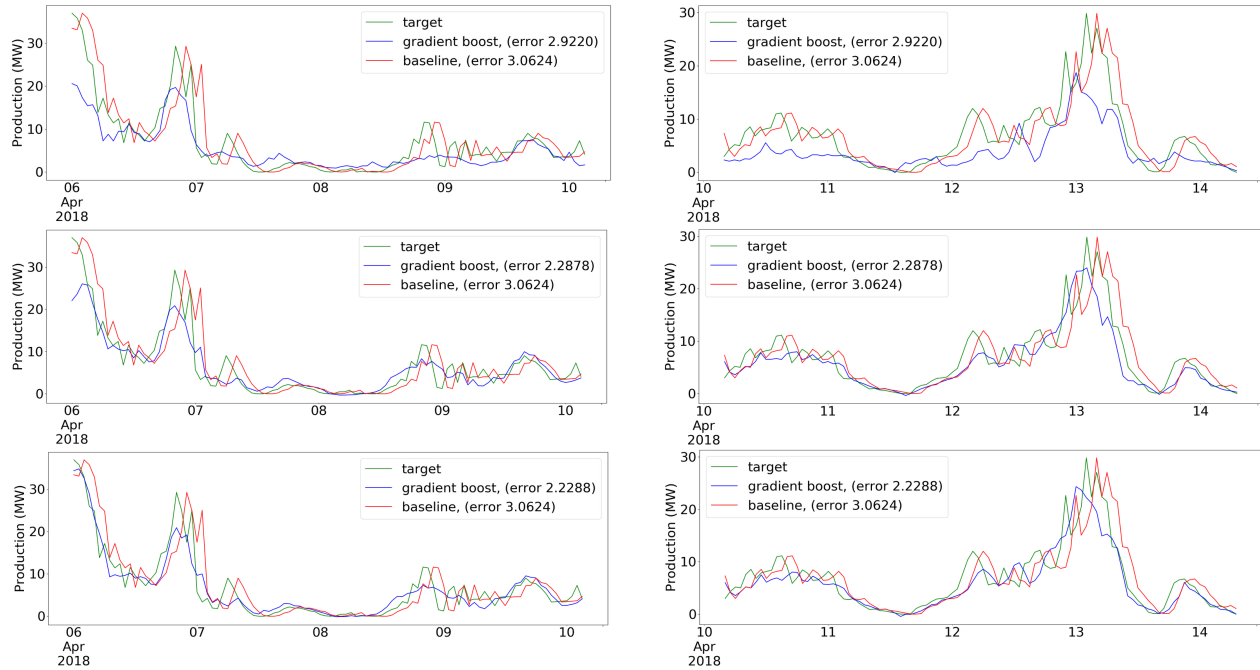 Production (MW)
30
20
10
0
target
gradient boost, (error 2.9220)
baseline, (error 3.0624)
06
07
08
09
10
Apr
2018
Production (MW)
30
20
10
0
target
gradient boost, (error 2.9220)
baseline, (error 3.0624)
10
11
12
13
14
Apr
2018
Production (MW)
30
20
10
0
target
gradient boost, (error 2.2878)
baseline, (error 3.0624)
06
07
08
09
10
Apr
2018
Production (MW)
30
20
10
0
target
gradient boost, (error 2.2878)
baseline, (error 3.0624)
10
11
12
13
14
Apr
2018
Production (MW)
30
20
10
0
target
gradient boost, (error 2.2288)
baseline, (error 3.0624)
06
07
08
09
10
Apr
2018
Production (MW)
30
20
10
0
target
gradient boost, (error 2.2288)
baseline, (error 3.0624)
10
11
12
13
14
Apr
2018